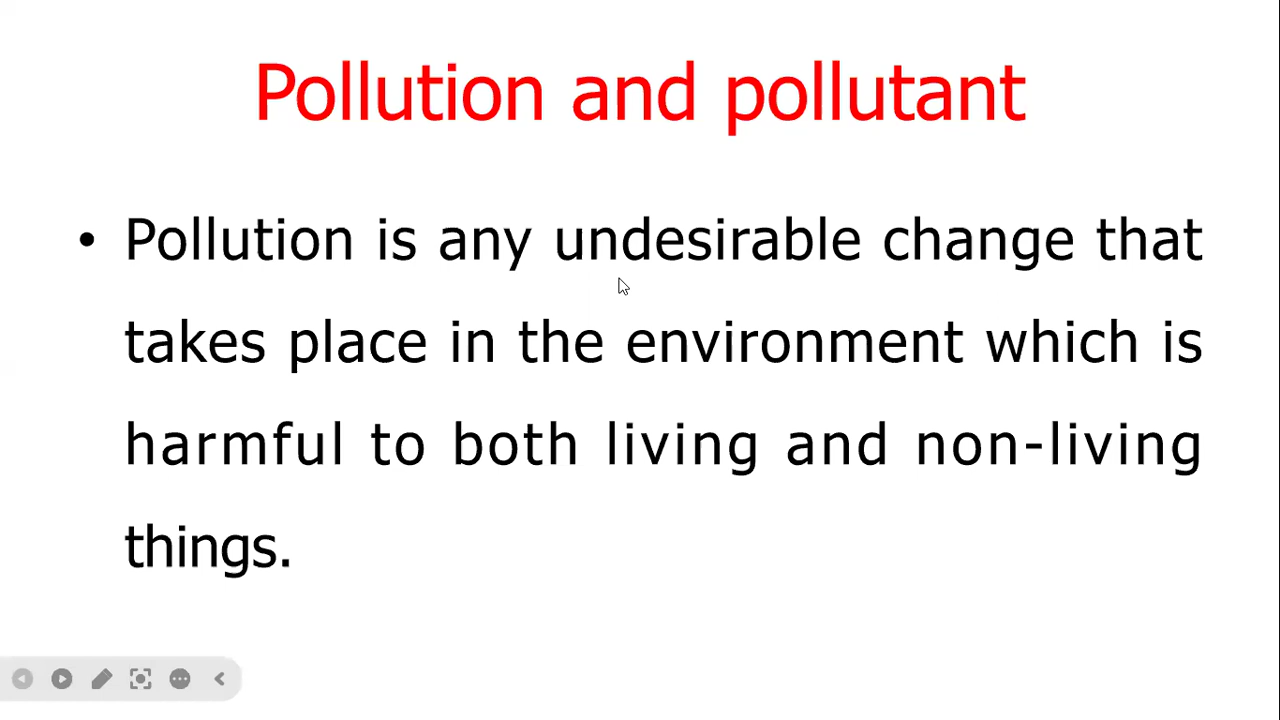 Pollution and pollutant
• Pollution is any undesirable change that
takes place in the environment which is
harmful to both living and non-living
things.